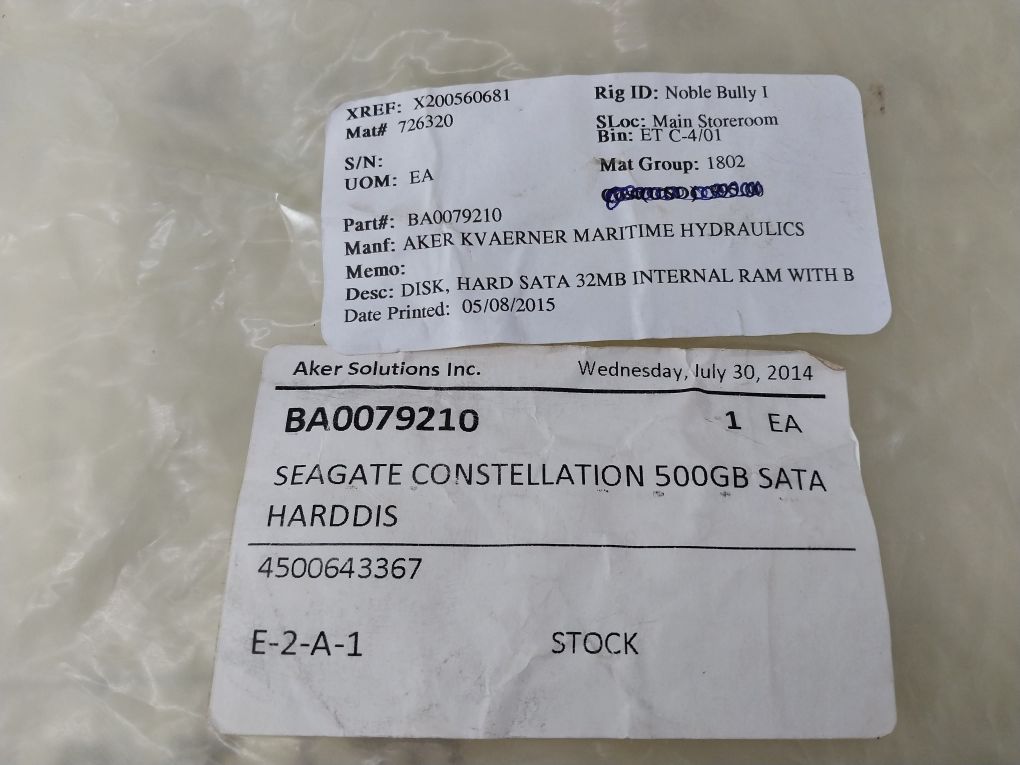 XREF: X200560681
Mat# 726320
S/N:
UOM: EA
Rig ID: Noble Bully I
SLoc: Main Storeroom
Bin: ET C-4/01
Mat Group: 1802
Part#: BA0079210
Manf: AKER KVAERNER MARITIME HYDRAULICS
Memo:
Desc: DISK, HARD SATA 32MB INTERNAL RAM WITH B
Date Printed: 05/08/2015
Aker Solutions Inc. Wednesday, July 30, 2014
BA0079210 1 EA
SEAGATE CONSTELLATION 500GB SATA
HARDDIS
4500643367
E-2-A-1 STOCK